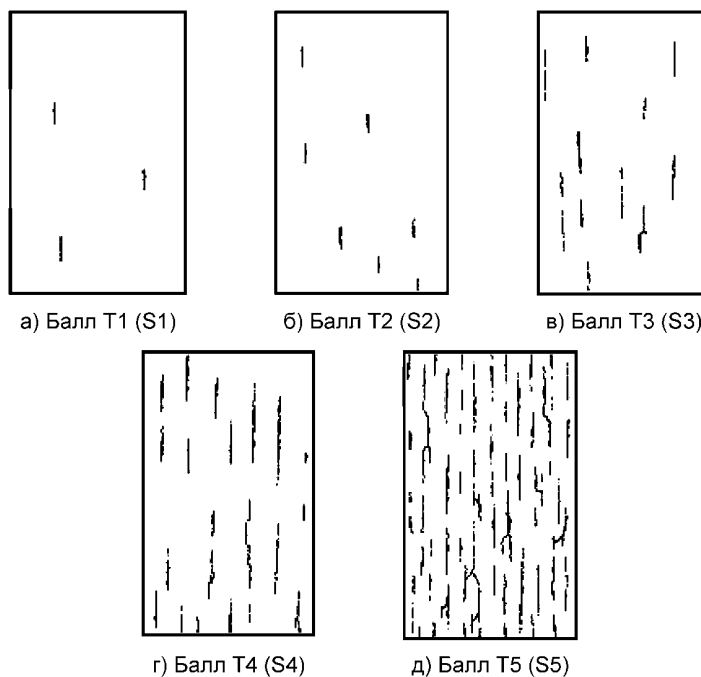 а) Балл Т1 (S1)
б) Балл Т2 (S2)
в) Балл Т3 (S3)
г) Балл Т4 (S4)
д) Балл Т5 (S5)